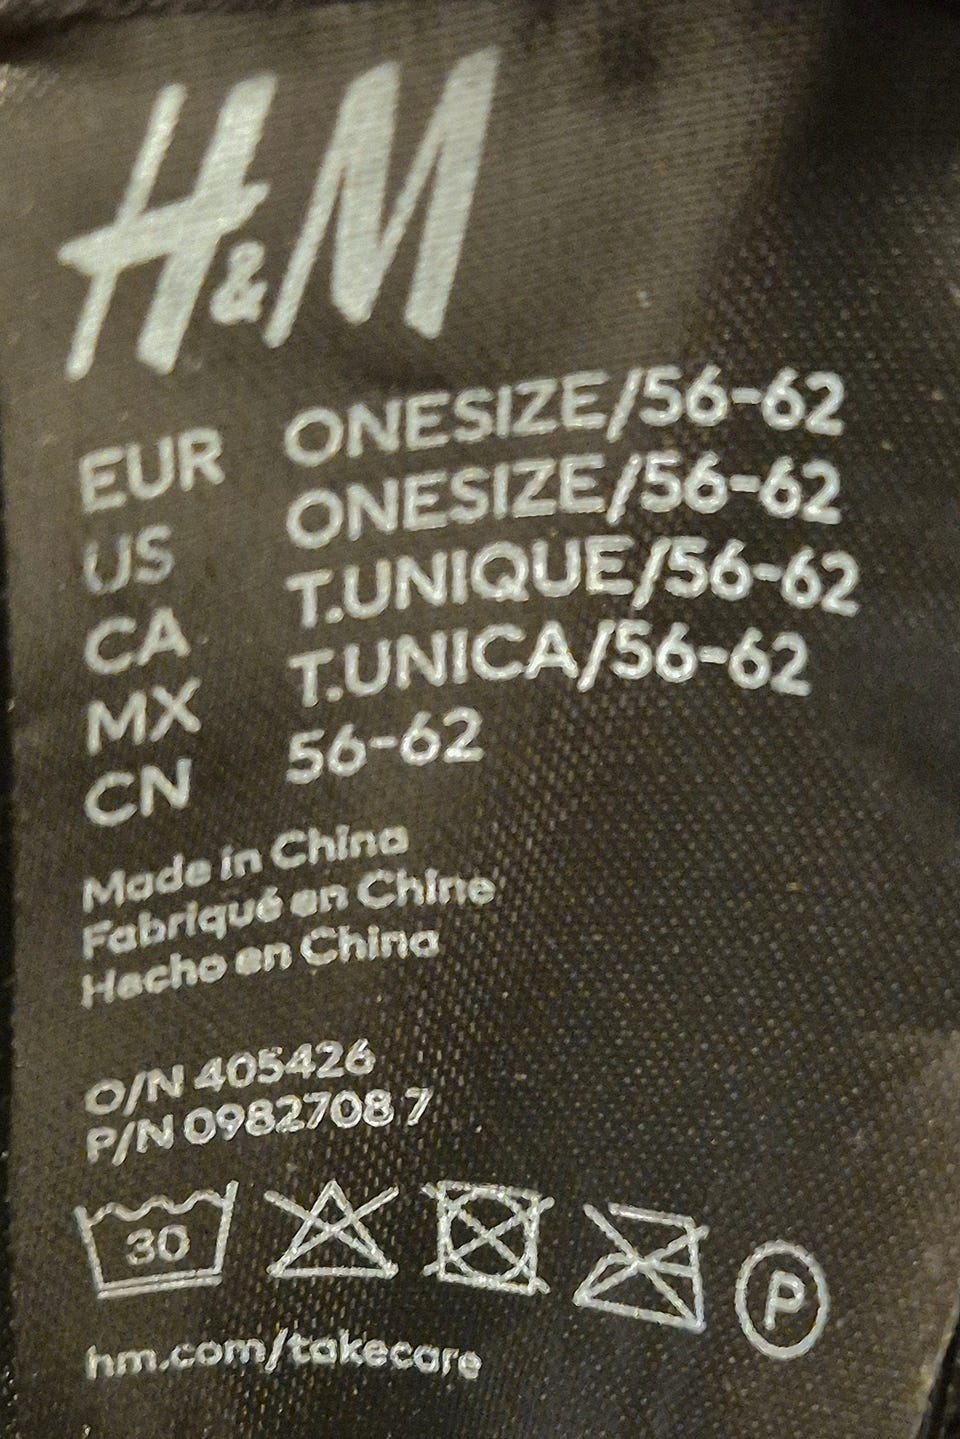 H&M
EUR ONESIZE/56-62
US ONESIZE/56-62
CA T.UNIQUE/56-62
MX T.UNICA/56-62
CN 56-62
Made in China
Fabriqué en Chine
Hecho en China
O/N 405426
P/N 0982708 7
30
P
hm.com/takecare